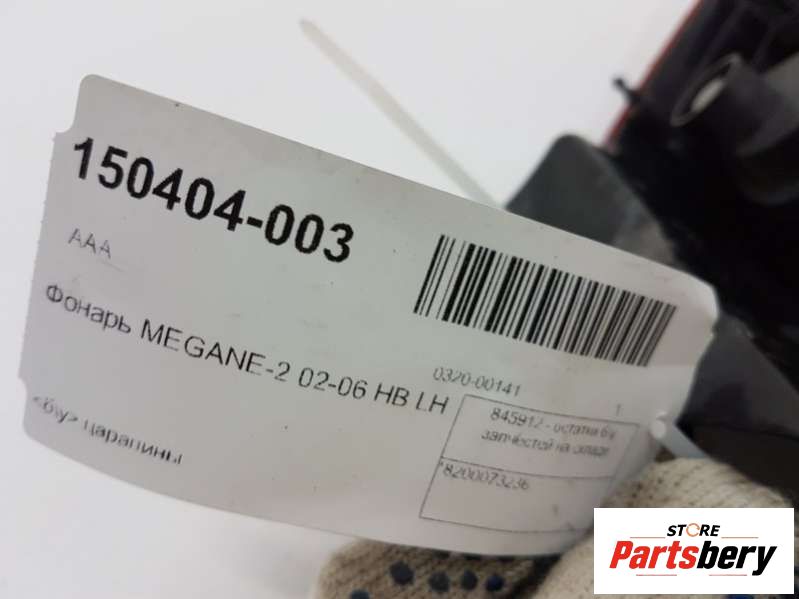 150404-003
AAA
Фонарь MEGANE-2 02-06 HB LH
<б\у> царапины
0320-00141 1
845912 - остатки б/у
запчастей на складе
*8200073236
STORE
Partsbery